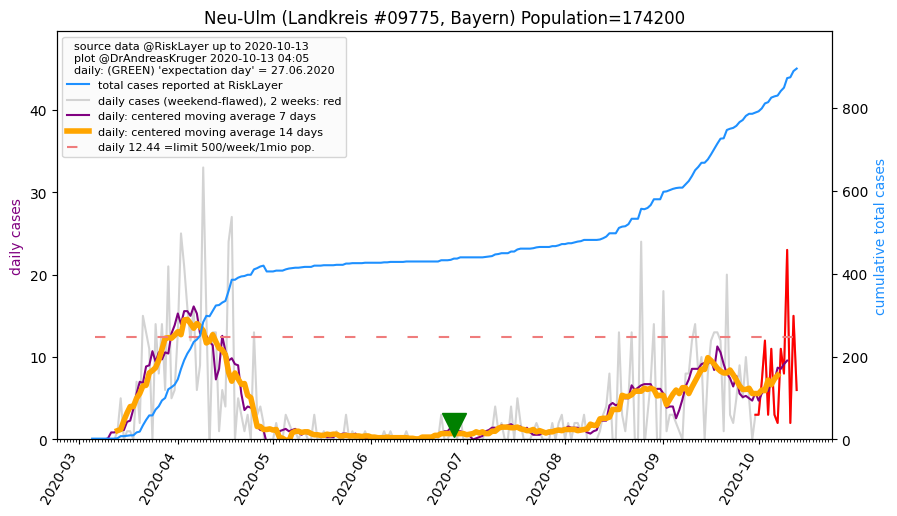 Neu-Ulm (Landkreis #09775, Bayern) Population=174200
source data @RiskLayer up to 2020-10-13
plot @DrAndreasKruger 2020-10-13 04:05
daily: (GREEN) 'expectation day' = 27.06.2020
total cases reported at RiskLayer
daily cases (weekend-flawed), 2 weeks: red
daily: centered moving average 7 days
daily: centered moving average 14 days
daily 12.44 =limit 500/week/1mio pop.
daily cases
40
30
20
10
0
cumulative total cases
800
600
400
200
0
2020-03
2020-04
2020-05
2020-06
2020-07
2020-08
2020-09
2020-10